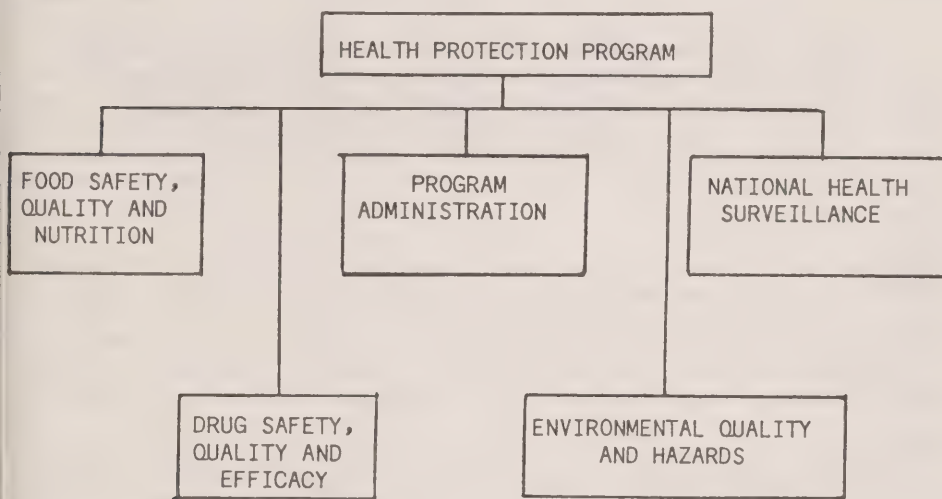 HEALTH PROTECTION PROGRAM
FOOD SAFETY,
QUALITY AND
NUTRITION
PROGRAM
ADMINISTRATION
NATIONAL HEALTH
SURVEILLANCE
DRUG SAFETY,
QUALITY AND
EFFICACY
ENVIRONMENTAL QUALITY
AND HAZARDS